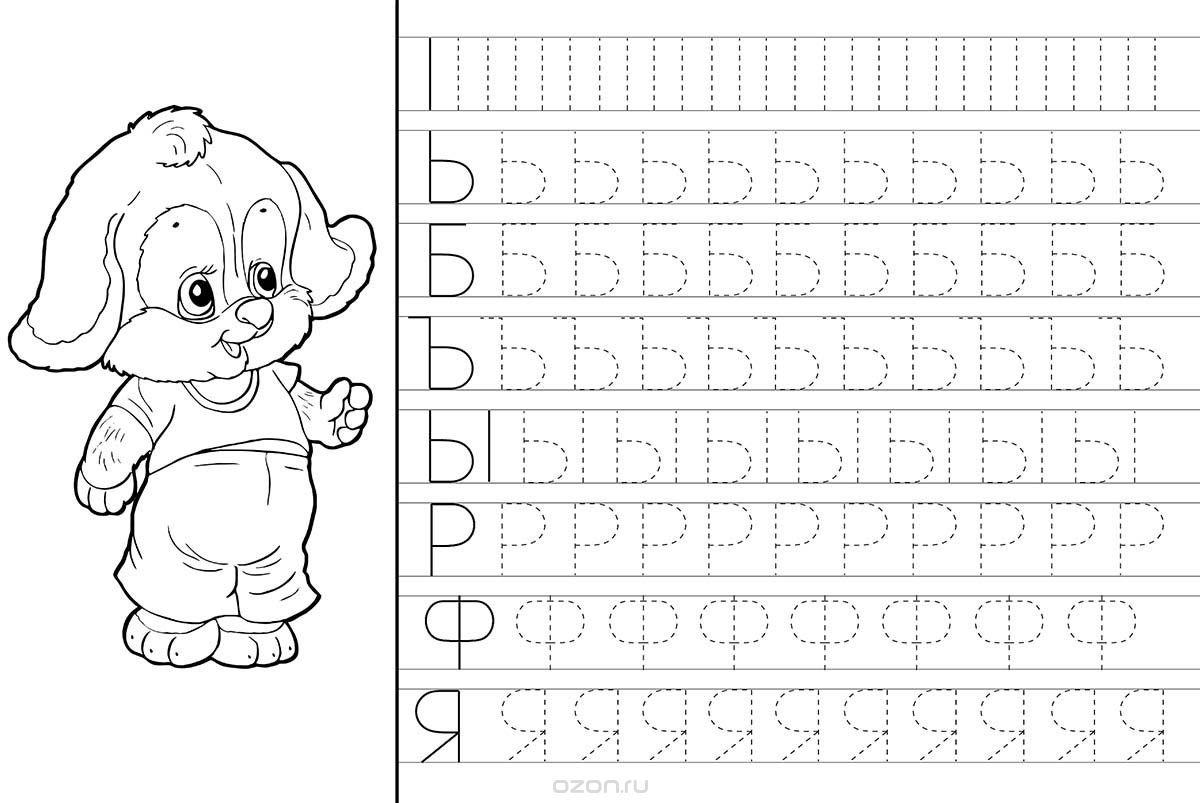 Ь Ь Ь Ь Ь Ь Ь Ь Ь Ь Ь
Б Б Б Б Б Б Б Б Б Б Б
Ъ Ъ Ъ Ъ Ъ Ъ Ъ Ъ Ъ Ъ Ъ
Ы Ы Ы Ы Ы Ы Ы Ы
Р Р Р Р Р Р Р Р Р Р Р
Ф Ф Ф Ф Ф Ф Ф Ф
Я Я Я Я Я Я Я Я Я Я Я
ozon.ru